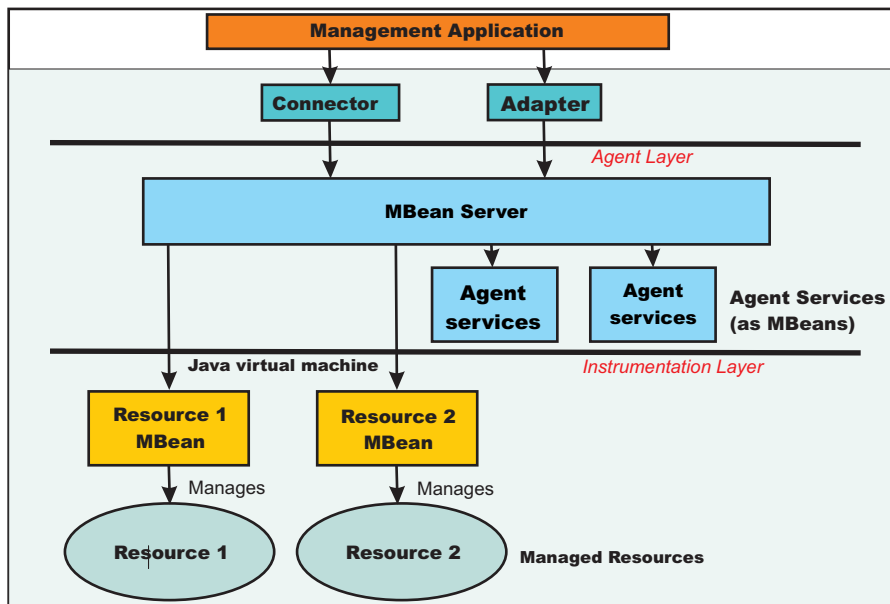 Management Application
Connector
Adapter
Agent Layer
MBean Server
Agent
services
Agent
services
Agent Services
(as MBeans)
Java virtual machine
Instrumentation Layer
Resource 1
MBean
Resource 2
MBean
Manages
Manages
Resource 1
Resource 2
Managed Resources